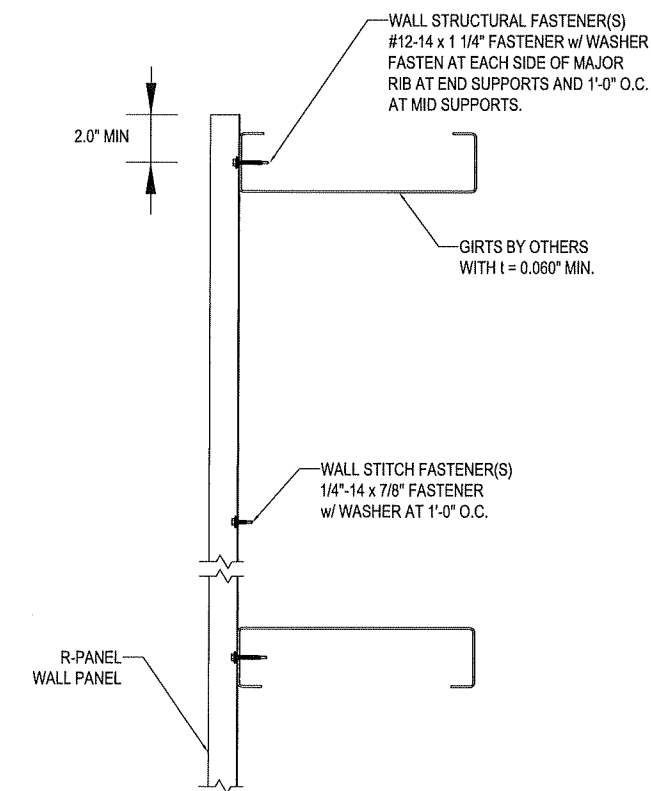 WALL STRUCTURAL FASTENER(S)
#12-14 x 1 1/4" FASTENER w/ WASHER
FASTEN AT EACH SIDE OF MAJOR
RIB AT END SUPPORTS AND 1'-0" O.C.
AT MID SUPPORTS.
2.0" MIN
GIRTS BY OTHERS
WITH t = 0.060" MIN.
WALL STITCH FASTENER(S)
1/4"-14 x 7/8" FASTENER
w/ WASHER AT 1'-0" O.C.
R-PANEL
WALL PANEL